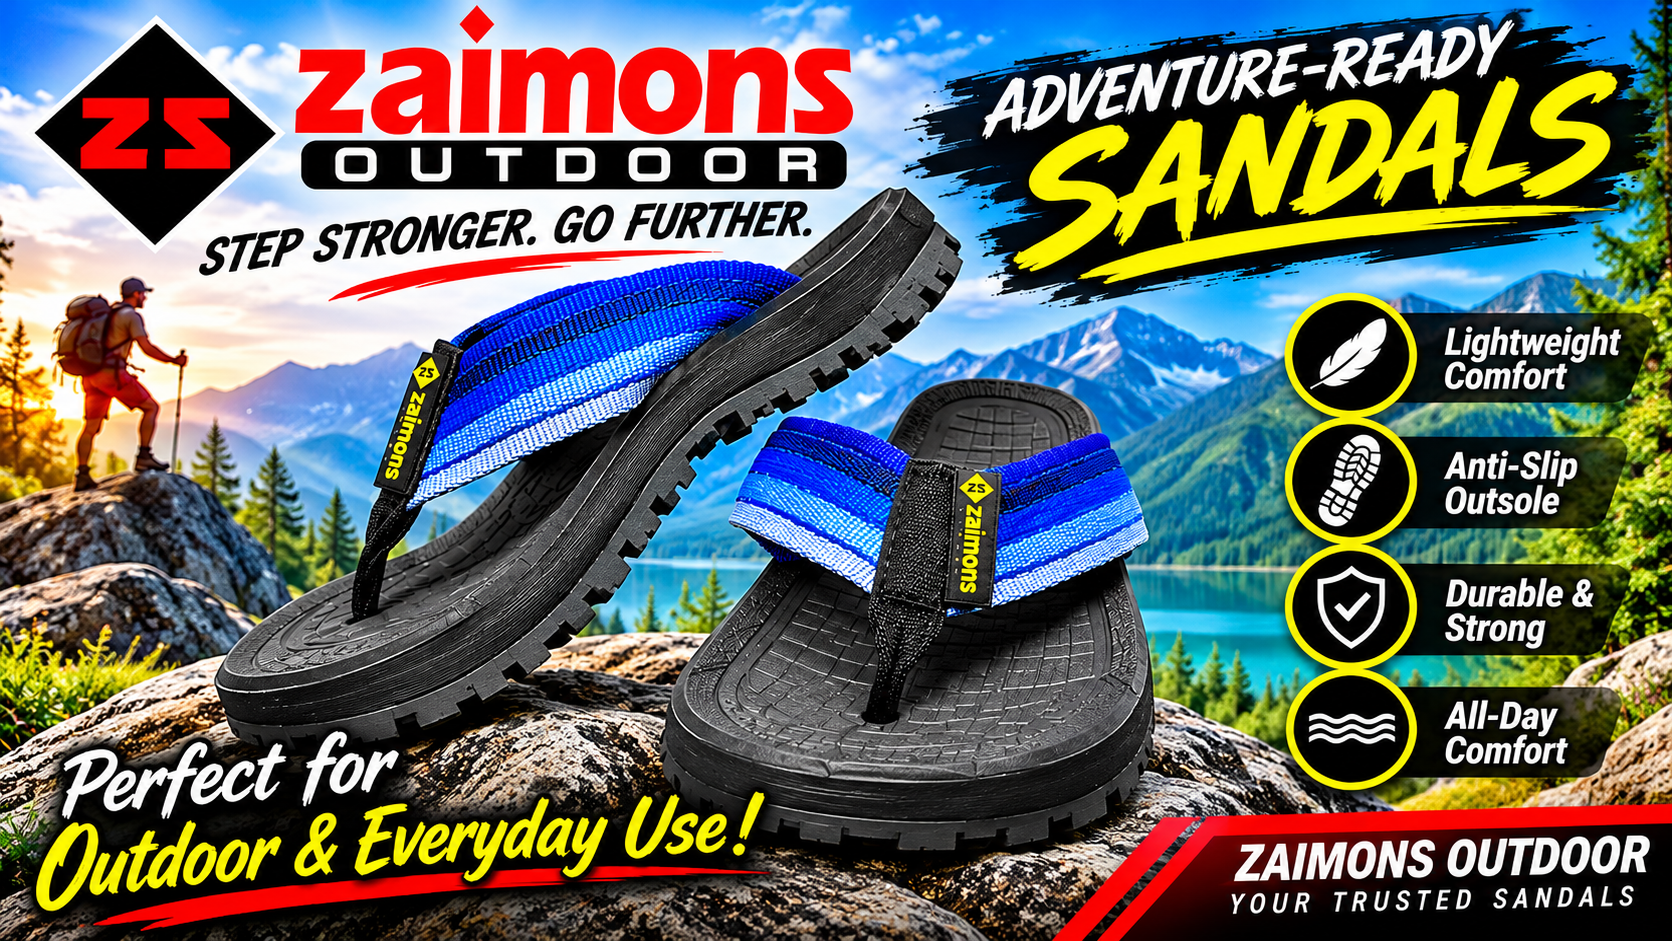 ZS
zaimons
OUTDOOR
STEP STRONGER. GO FURTHER.
ADVENTURE-READY
SANDALS
ZS
zaimons
ZS
zaimons
Lightweight
Comfort
Anti-Slip
Outsole
Durable &
Strong
All-Day
Comfort
Perfect for
Outdoor & Everyday Use!
ZAIMONS OUTDOOR
YOUR TRUSTED SANDALS